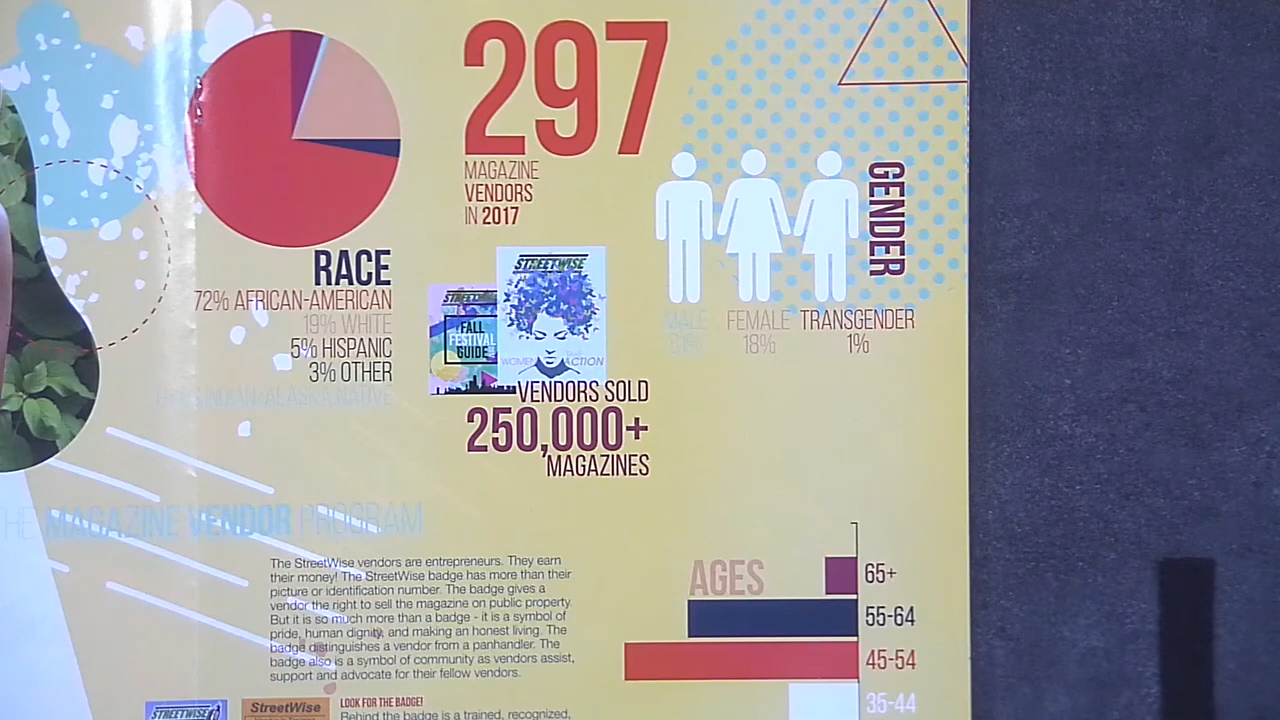 297
MAGAZINE
VENDORS
IN 2017
GENDER
RACE
72% AFRICAN-AMERICAN
19% WHITE
5% HISPANIC
3% OTHER
MALE
FEMALE
18%
TRANSGENDER
1%
STREETWISE
STREETWISE
FALL
FESTIVAL
GUIDE
WOMEN
ACTION
VENDORS SOLD
250,000+
MAGAZINES
THE MAGAZINE VENDOR PROGRAM
The StreetWise vendors are entrepreneurs. They earn
their money! The StreetWise badge has more than their
picture or identification number. The badge gives a
vendor the right to sell the magazine on public property.
But it is so much more than a badge - it is a symbol of
pride, human dignity, and making an honest living. The
badge distinguishes a vendor from a panhandler. The
badge also is a symbol of community as vendors assist,
support and advocate for their fellow vendors.
AGES
65+
55-64
45-54
35-44
STREETWISE
StreetWise
LOOK FOR THE BADGE!
Behind the badge is a trained, recognized,